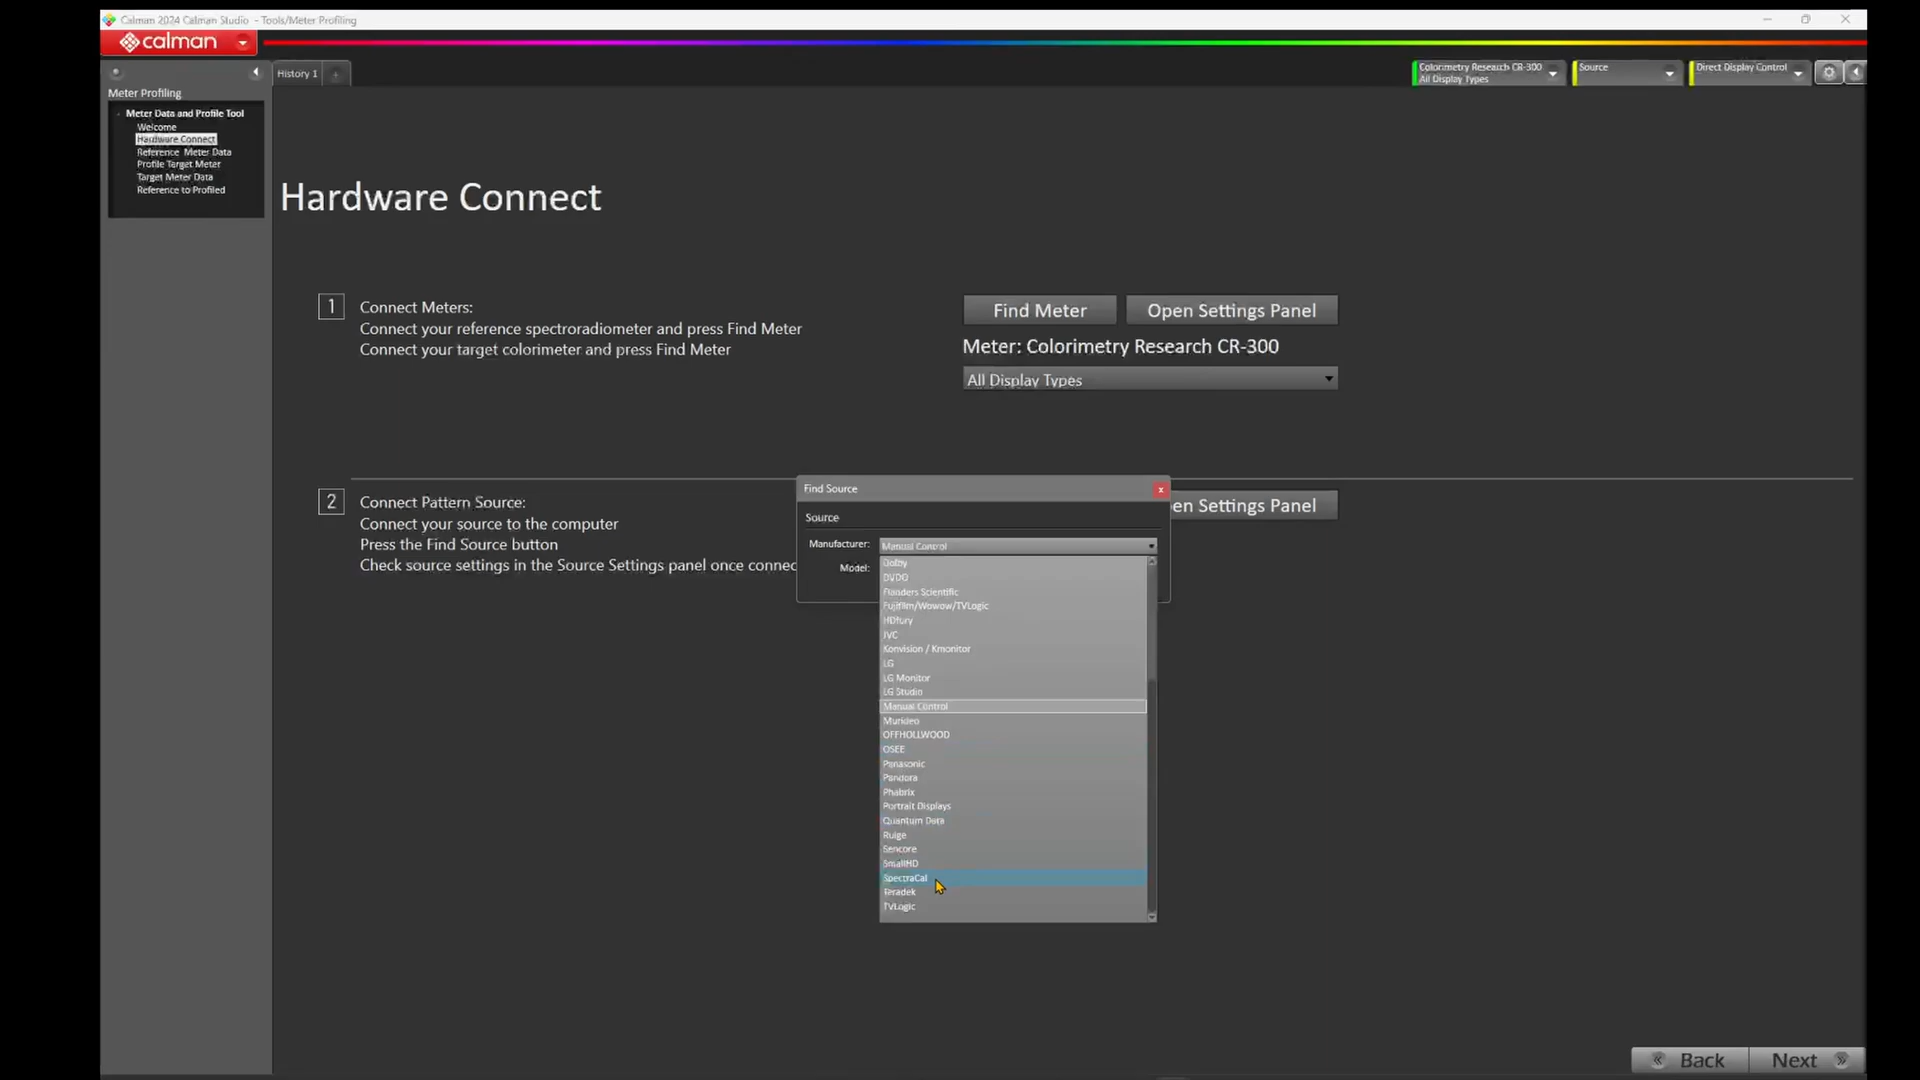 Calman 2024 Calman Studio  - Tools/Meter Profiling
calman
History 1
Colorimetry Research CR-300
All Display Types
Source
Direct Display Control
Meter Profiling
Meter Data and Profile Tool
Welcome
Hardware Connect
Reference  Meter Data
Profile Target Meter
Target Meter Data
Reference to Profiled
Hardware Connect
1
Connect Meters:
Connect your reference spectroradiometer and press Find Meter
Connect your target colorimeter and press Find Meter
Find Meter
Open Settings Panel
Meter: Colorimetry Research CR-300
All Display Types
2
Connect Pattern Source:
Connect your source to the computer
Press the Find Source button
Check source settings in the Source Settings panel once connec
en Settings Panel
Find Source
x
Source
Manufacturer:
Manual Control
Model:
Dolby
DVDO
Flanders Scientific
Fujifilm/Wowow/TVLogic
HDfury
JVC
Konvision / Kmonitor
LG
LG Monitor
LG Studio
Manual Control
Murideo
OFFHOLLWOOD
OSEE
Panasonic
Pandora
Phabrix
Portrait Displays
Quantum Data
Ruige
Sencore
SmallHD
SpectraCal
Teradek
TVLogic
Back
Next